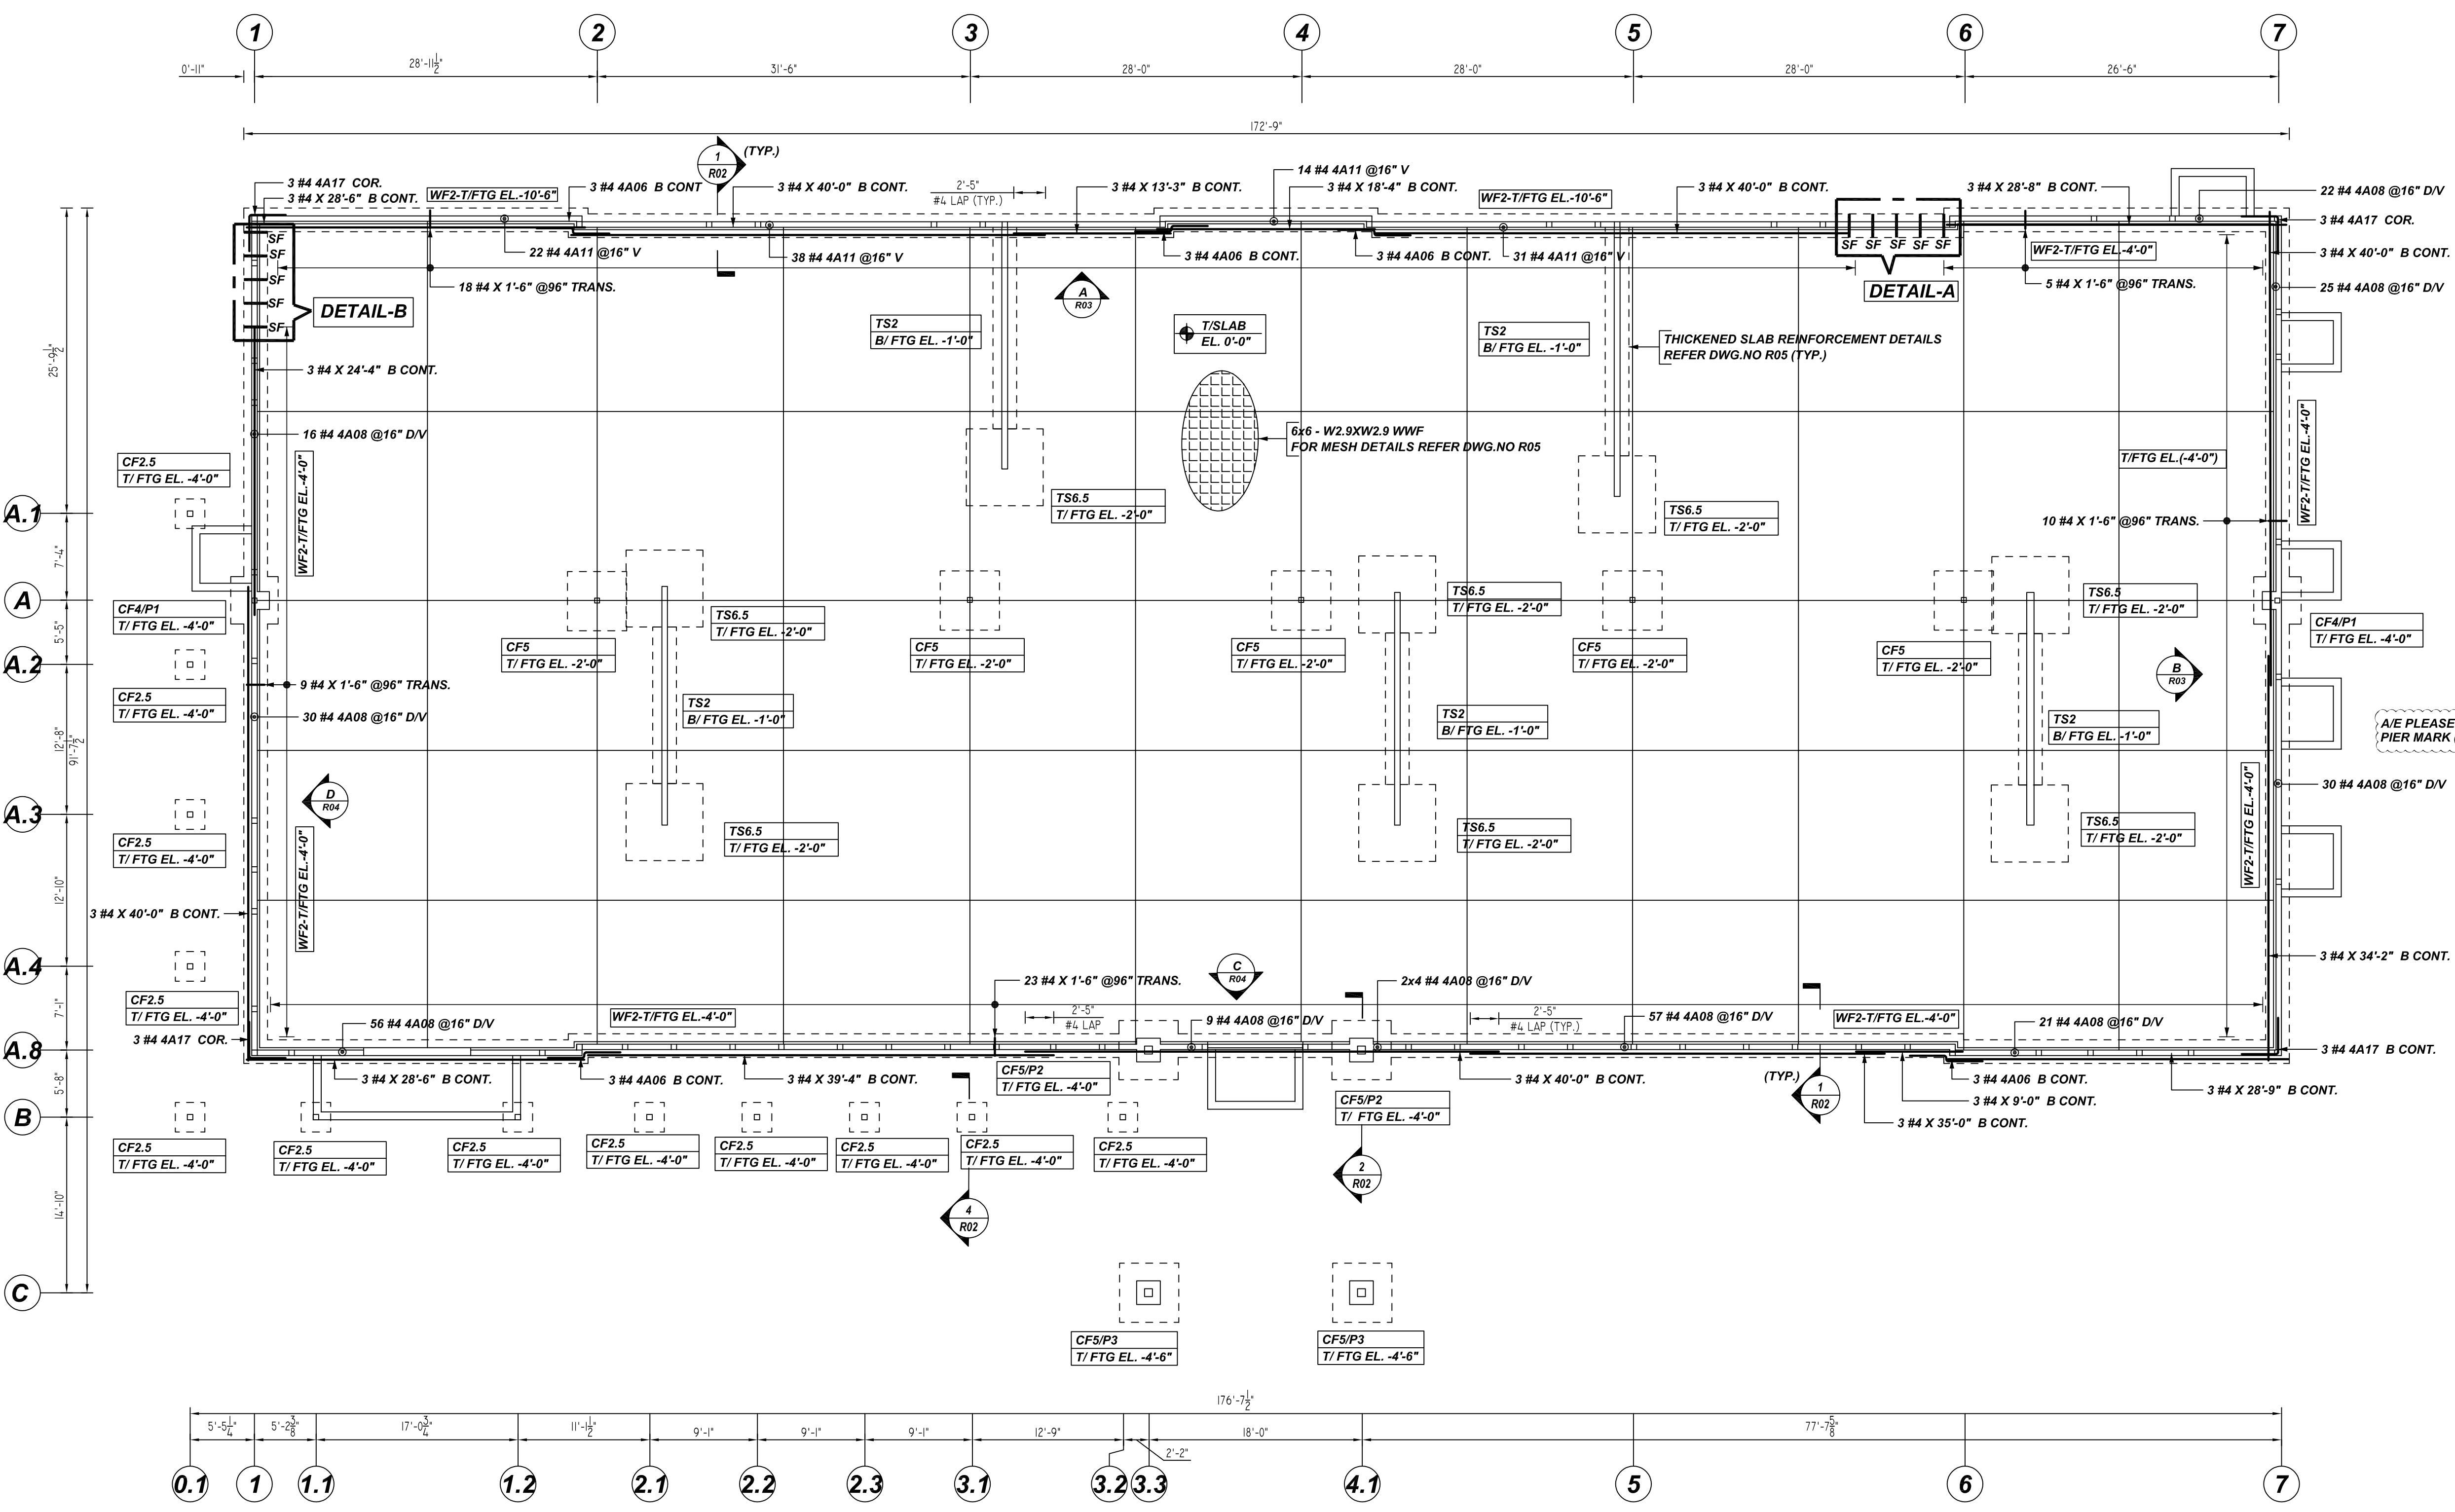 1
2
3
4
5
6
7
0'-11"
28'-11 1/2"
31'-6"
28'-0"
28'-0"
28'-0"
26'-6"
172'-9"
1
R02
(TYP.)
3 #4 4A17 COR.
3 #4 X 28'-6" B CONT.
WF2-T/FTG EL.-10'-6"
3 #4 4A06 B CONT
3 #4 X 40'-0" B CONT.
2'-5"
#4 LAP (TYP.)
3 #4 X 13'-3" B CONT.
14 #4 4A11 @16" V
3 #4 X 18'-4" B CONT.
WF2-T/FTG EL.-10'-6"
3 #4 X 40'-0" B CONT.
3 #4 X 28'-8" B CONT.
22 #4 4A08 @16" D/V
3 #4 4A17 COR.
SF
SF
SF
SF
SF
22 #4 4A11 @16" V
38 #4 4A11 @16" V
3 #4 4A06 B CONT.
3 #4 4A06 B CONT.
31 #4 4A11 @16" V
SF
SF
SF
SF
SF
WF2-T/FTG EL.-4'-0"
3 #4 X 40'-0" B CONT.
18 #4 X 1'-6" @96" TRANS.
DETAIL-B
DETAIL-A
5 #4 X 1'-6" @96" TRANS.
25 #4 4A08 @16" D/V
A
R03
TS2
B/ FTG EL. -1'-0"
T/SLAB
EL. 0'-0"
TS2
B/ FTG EL. -1'-0"
THICKENED SLAB REINFORCEMENT DETAILS
REFER DWG.NO R05 (TYP.)
25'-9 1/2"
3 #4 X 24'-4" B CONT.
16 #4 4A08 @16" D/V
6x6 - W2.9XW2.9 WWF
FOR MESH DETAILS REFER DWG.NO R05
WF2-T/FTG EL.-4'-0"
T/FTG EL.(-4'-0")
WF2-T/FTG EL.-4'-0"
CF2.5
T/ FTG EL. -4'-0"
TS6.5
T/ FTG EL. -2'-0"
TS6.5
T/ FTG EL. -2'-0"
10 #4 X 1'-6" @96" TRANS.
A.1
7'-4"
A
CF4/P1
T/ FTG EL. -4'-0"
5'-5"
TS6.5
T/ FTG EL. -2'-0"
TS6.5
T/ FTG EL. -2'-0"
TS6.5
T/ FTG EL. -2'-0"
CF4/P1
T/ FTG EL. -4'-0"
CF5
T/ FTG EL. -2'-0"
CF5
T/ FTG EL. -2'-0"
CF5
T/ FTG EL. -2'-0"
CF5
T/ FTG EL. -2'-0"
CF5
T/ FTG EL. -2'-0"
A.2
B
R03
9 #4 X 1'-6" @96" TRANS.
CF2.5
T/ FTG EL. -4'-0"
30 #4 4A08 @16" D/V
TS2
B/ FTG EL. -1'-0"
TS2
B/ FTG EL. -1'-0"
TS2
B/ FTG EL. -1'-0"
A/E PLEASE
PIER MARK
12'-8"
91'-7 1/2"
D
R04
30 #4 4A08 @16" D/V
A.3
CF2.5
T/ FTG EL. -4'-0"
TS6.5
T/ FTG EL. -2'-0"
TS6.5
T/ FTG EL. -2'-0"
TS6.5
T/ FTG EL. -2'-0"
WF2-T/FTG EL.-4'-0"
WF2-T/FTG EL.-4'-0"
12'-10"
3 #4 X 40'-0" B CONT.
A.4
C
R04
23 #4 X 1'-6" @96" TRANS.
2x4 #4 4A08 @16" D/V
3 #4 X 34'-2" B CONT.
CF2.5
T/ FTG EL. -4'-0"
7'-1"
WF2-T/FTG EL.-4'-0"
2'-5"
#4 LAP
9 #4 4A08 @16" D/V
2'-5"
#4 LAP (TYP.)
57 #4 4A08 @16" D/V
WF2-T/FTG EL.-4'-0"
21 #4 4A08 @16" D/V
56 #4 4A08 @16" D/V
3 #4 4A17 COR.
A.8
3 #4 4A17 B CONT.
5'-8"
3 #4 X 28'-6" B CONT.
3 #4 4A06 B CONT.
3 #4 X 39'-4" B CONT.
CF5/P2
T/ FTG EL. -4'-0"
3 #4 X 40'-0" B CONT.
(TYP.)
1
R02
3 #4 4A06 B CONT.
3 #4 X 28'-9" B CONT.
3 #4 X 9'-0" B CONT.
3 #4 X 35'-0" B CONT.
CF5/P2
T/ FTG EL. -4'-0"
B
CF2.5
T/ FTG EL. -4'-0"
CF2.5
T/ FTG EL. -4'-0"
CF2.5
T/ FTG EL. -4'-0"
CF2.5
T/ FTG EL. -4'-0"
CF2.5
T/ FTG EL. -4'-0"
CF2.5
T/ FTG EL. -4'-0"
CF2.5
T/ FTG EL. -4'-0"
CF2.5
T/ FTG EL. -4'-0"
2
R02
4
R02
14'-10"
C
CF5/P3
T/ FTG EL. -4'-6"
CF5/P3
T/ FTG EL. -4'-6"
176'-7 1/2"
5'-5 1/4"
5'-2 3/8"
17'-0 3/4"
11'-1 1/2"
9'-1"
9'-1"
9'-1"
12'-9"
2'-2"
18'-0"
77'-7 5/8"
0.1
1
1.1
1.2
2.1
2.2
2.3
3.1
3.2
3.3
4.1
5
6
7